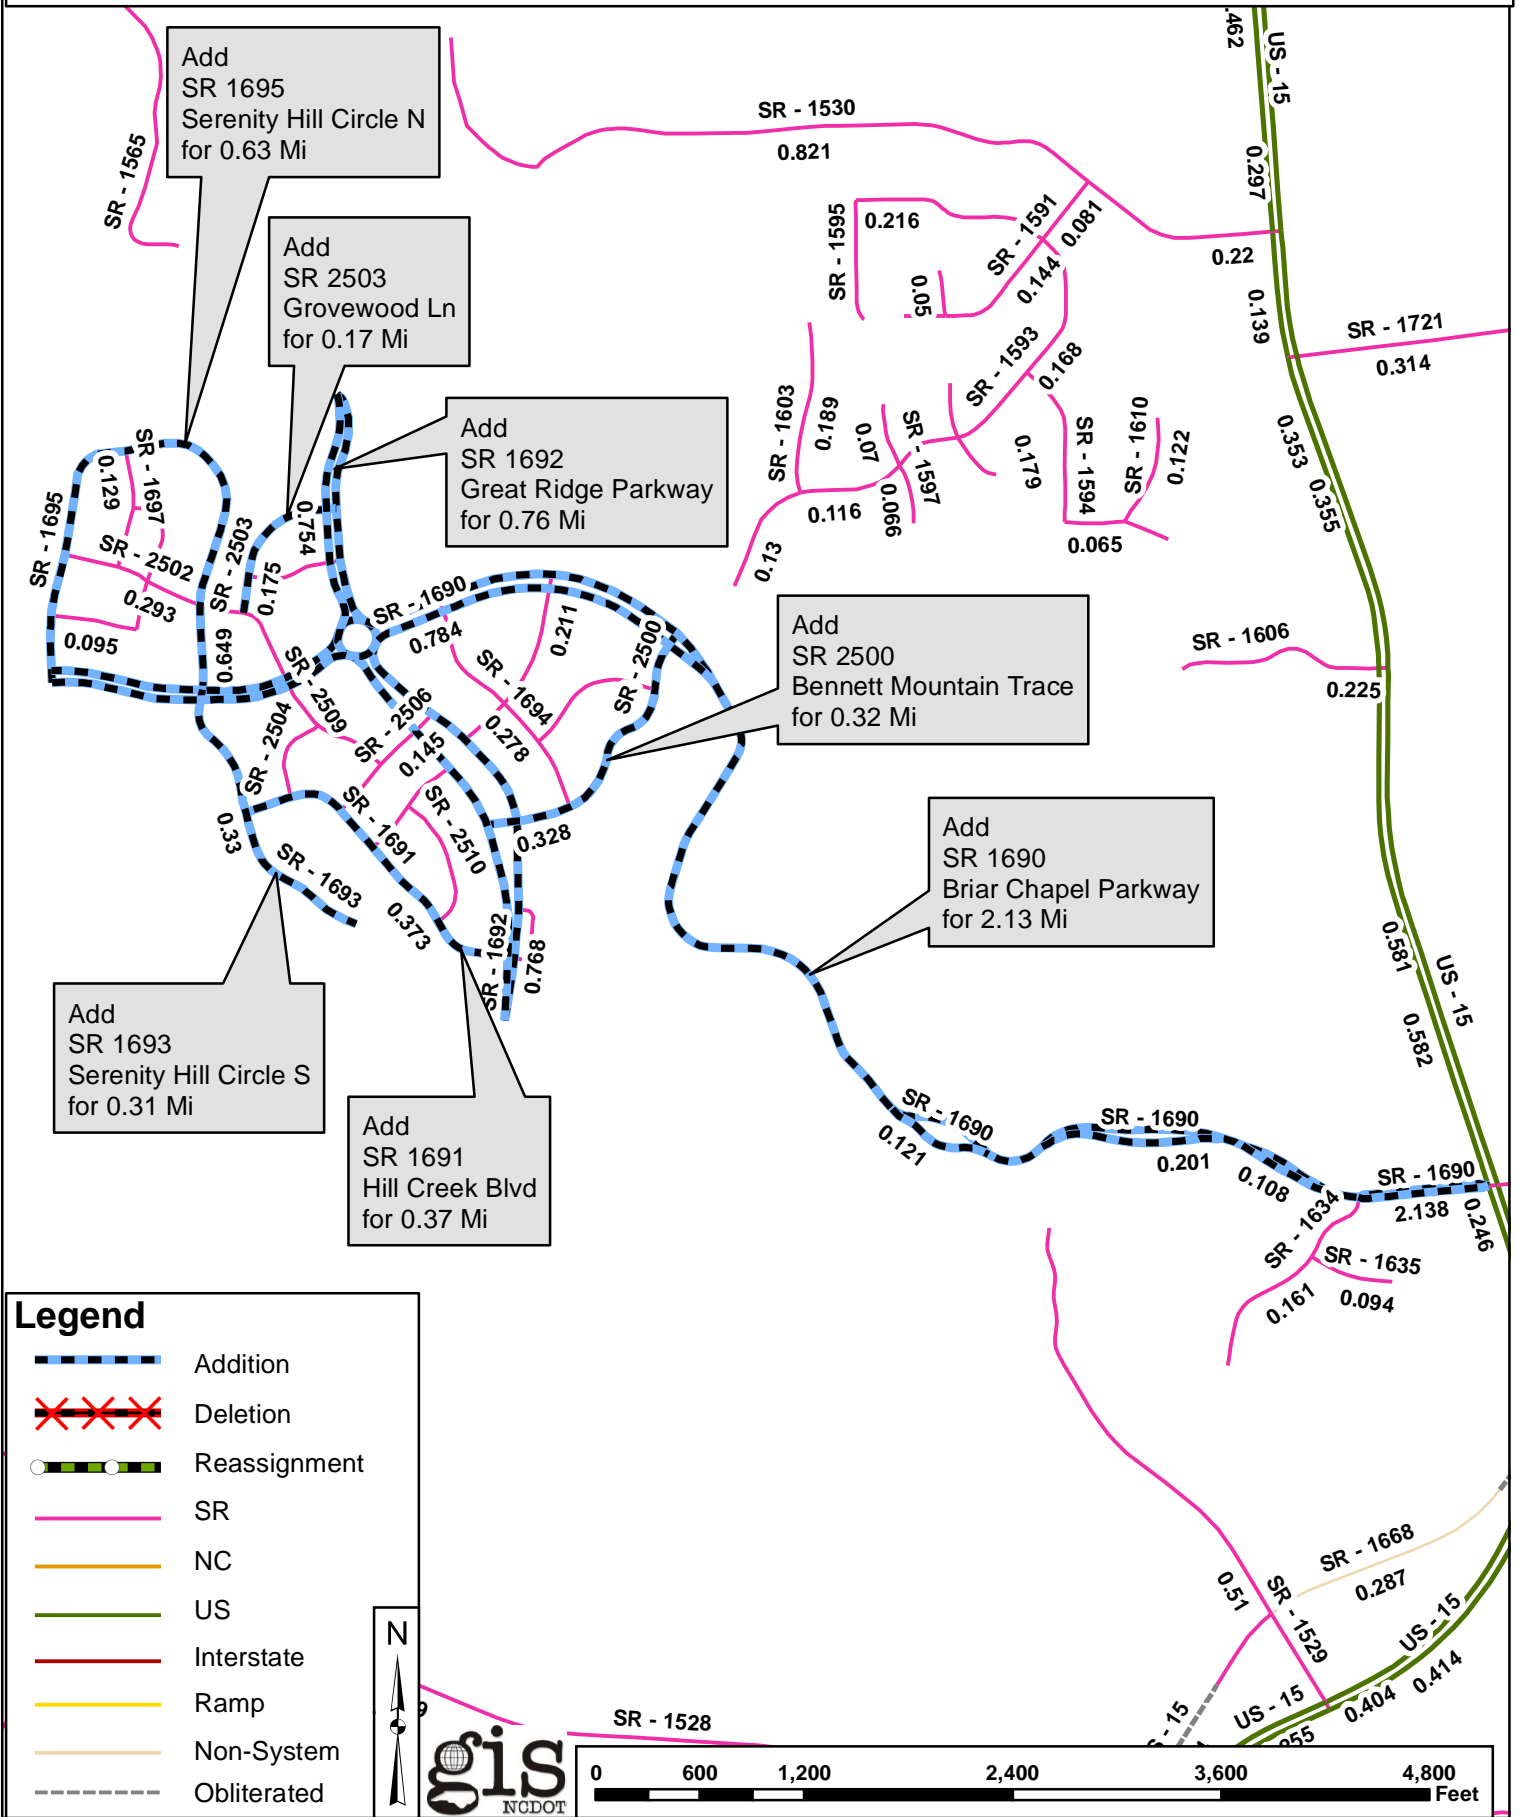 .462
US - 15
Add
SR 1695
Serenity Hill Circle N
for 0.63 Mi
SR - 1565
SR - 1530
0.821
0.297
SR - 1595
0.216
SR - 1591
0.081
0.22
Add
SR 2503
Grovewood Ln
for 0.17 Mi
0.05
0.144
0.139
SR - 1721
0.314
SR - 1593
0.168
SR - 1603
0.189
0.07
SR - 1597
0.179
SR - 1594
SR - 1610
0.122
0.353
0.355
Add
SR 1692
Great Ridge Parkway
for 0.76 Mi
0.116
0.066
0.065
0.13
SR - 1695
0.129
SR - 1697
SR - 2503
0.754
SR - 2502
0.175
0.293
0.095
0.649
SR - 1690
0.784
0.211
SR - 2500
SR - 1694
0.278
SR - 2509
SR - 2506
0.145
SR - 2504
Add
SR 2500
Bennett Mountain Trace
for 0.32 Mi
SR - 1606
0.225
0.33
SR - 1691
SR - 2510
0.328
SR - 1693
0.373
SR - 1692
0.768
Add
SR 1690
Briar Chapel Parkway
for 2.13 Mi
0.581
US - 15
0.582
Add
SR 1693
Serenity Hill Circle S
for 0.31 Mi
Add
SR 1691
Hill Creek Blvd
for 0.37 Mi
SR - 1690
0.121
SR - 1690
0.201
0.108
SR - 1690
2.138
0.246
SR - 1634
SR - 1635
0.161
0.094
Legend
Addition
Deletion
Reassignment
SR
NC
US
Interstate
Ramp
Non-System
Obliterated
N
9
gis
NCDOT
SR - 1528
SR - 1668
0.287
0.51
SR - 1529
US - 15
0.414
0.404
US - 15
355
S - 15
0 600 1,200 2,400 3,600 4,800
Feet